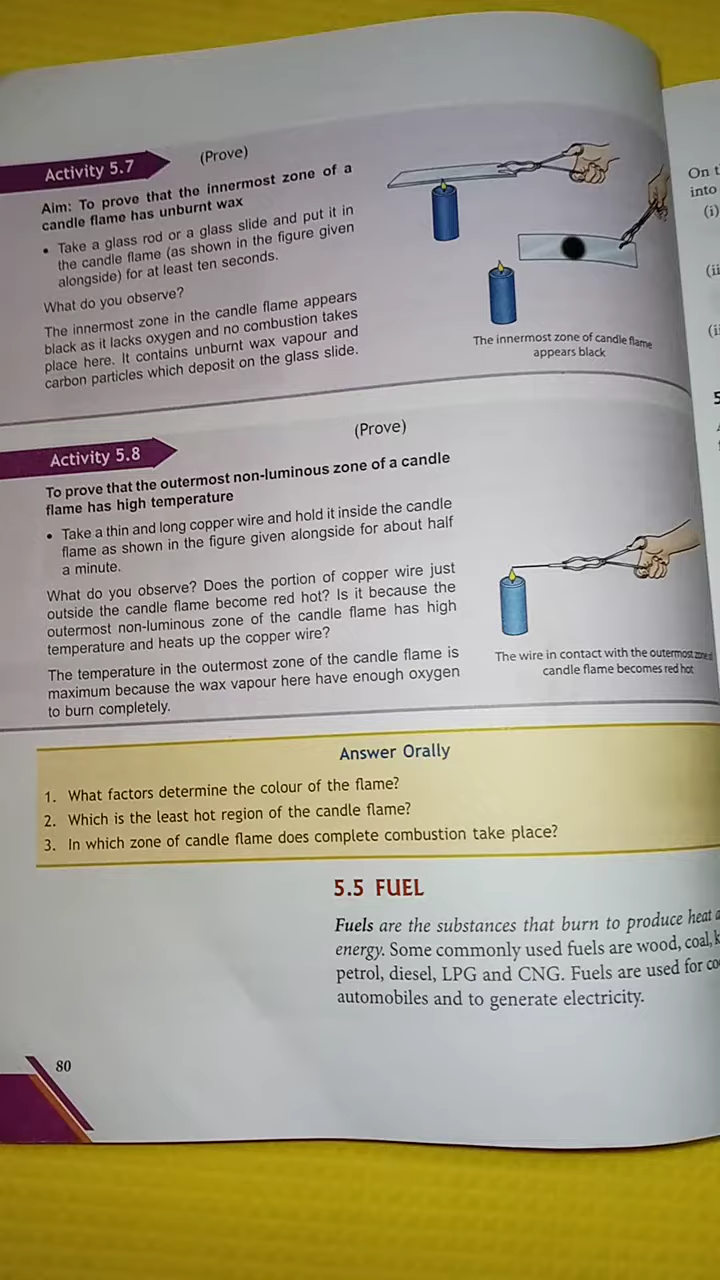 Activity 5.7
(Prove)
Aim: To prove that the innermost zone of a
candle flame has unburnt wax
• Take a glass rod or a glass slide and put it in
the candle flame (as shown in the figure given
alongside) for at least ten seconds.
What do you observe?
The innermost zone in the candle flame appears
black as it lacks oxygen and no combustion takes
place here. It contains unburnt wax vapour and
carbon particles which deposit on the glass slide.
The innermost zone of candle flame
appears black
Activity 5.8
(Prove)
To prove that the outermost non-luminous zone of a candle
flame has high temperature
• Take a thin and long copper wire and hold it inside the candle
flame as shown in the figure given alongside for about half
a minute.
What do you observe? Does the portion of copper wire just
outside the candle flame become red hot? Is it because the
outermost non-luminous zone of the candle flame has high
temperature and heats up the copper wire?
The temperature in the outermost zone of the candle flame is
maximum because the wax vapour here have enough oxygen
to burn completely.
The wire in contact with the outermost zone
candle flame becomes red hot
Answer Orally
1. What factors determine the colour of the flame?
2. Which is the least hot region of the candle flame?
3. In which zone of candle flame does complete combustion take place?
5.5 FUEL
Fuels are the substances that burn to produce heat
energy. Some commonly used fuels are wood, coal,
petrol, diesel, LPG and CNG. Fuels are used for
automobiles and to generate electricity.
80
On
into
(i)